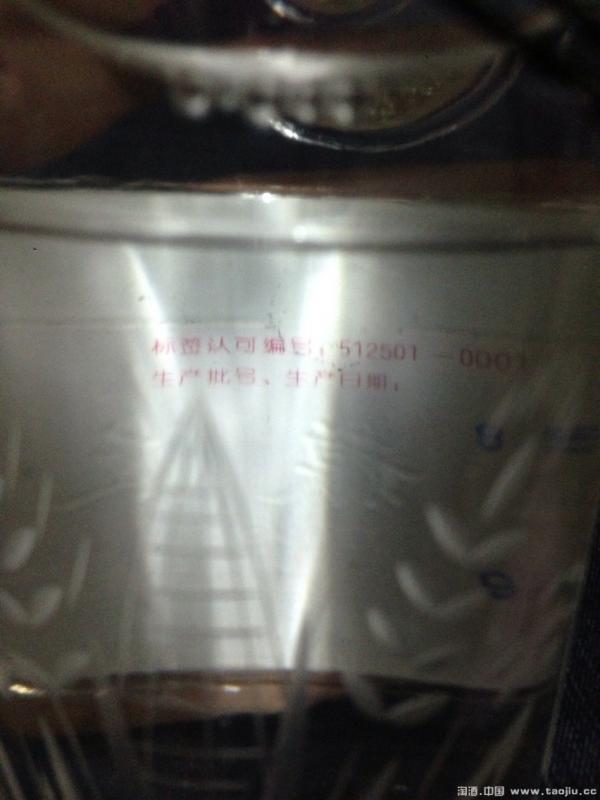 标签认可编号：512501-0001
生产批号、生产日期：
淘酒.中国 www.taojiu.cc